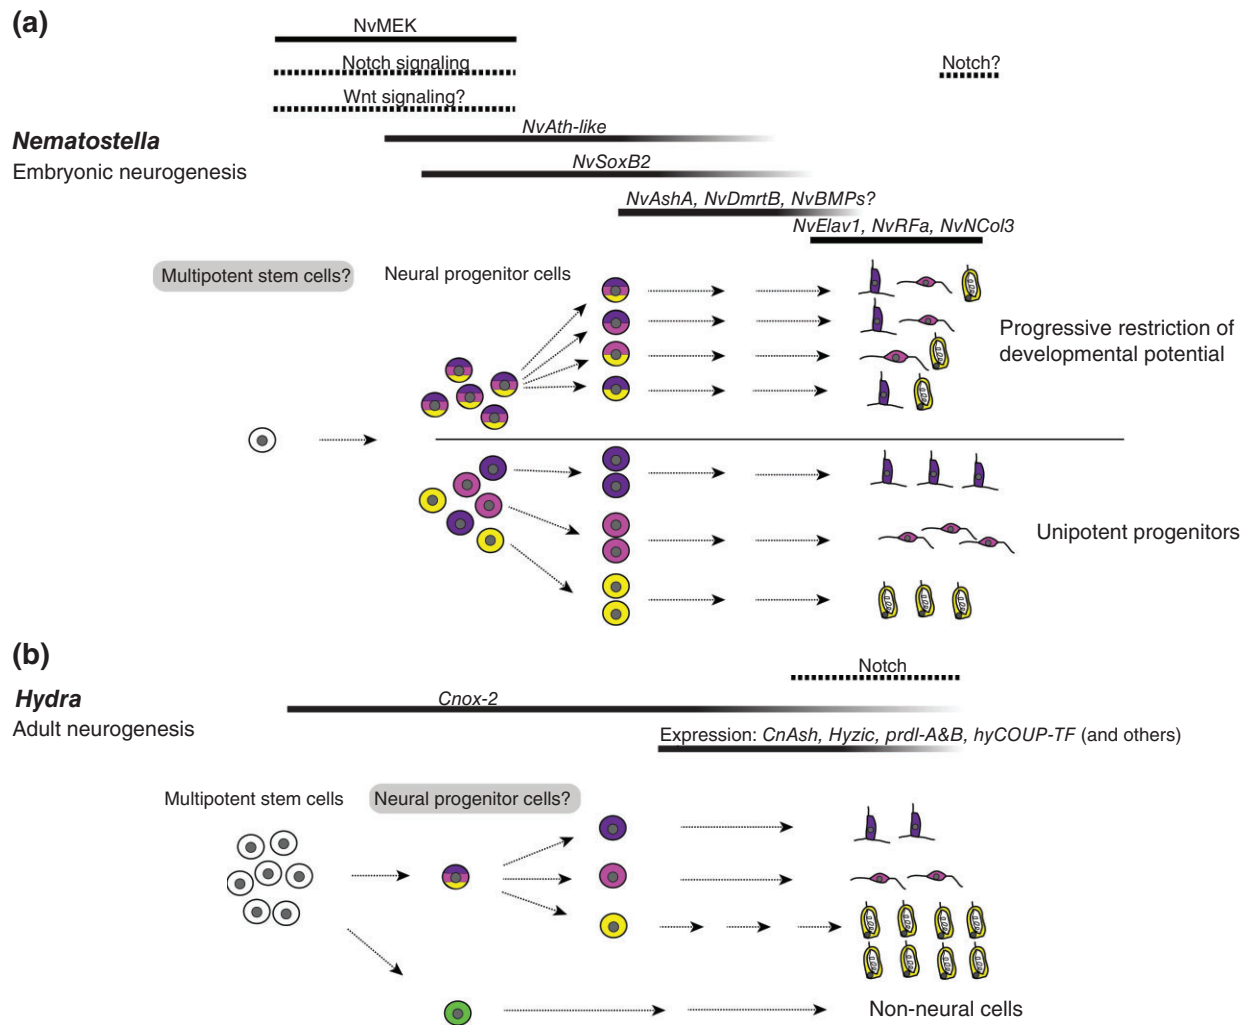 (a)
NvMEK
Notch signaling
Notch?
Wnt signaling?
NvAth-like
Nematostella
Embryonic neurogenesis
NvSoxB2
NvAshA, NvDmrtB, NvBMPs?
NvElav1, NvRFa, NvNCol3
Multipotent stem cells?
Neural progenitor cells
Progressive restriction of
developmental potential
Unipotent progenitors
(b)
Notch
Hydra
Cnox-2
Adult neurogenesis
Expression: CnAsh, Hyzic, prdl-A&B, hyCOUP-TF (and others)
Multipotent stem cells
Neural progenitor cells?
Non-neural cells